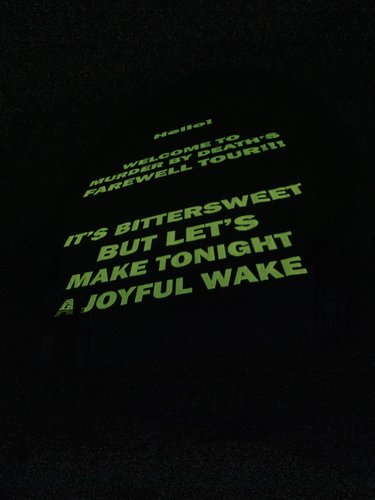 Hello!
WELCOME TO
MURDER BY DEATH'S
FAREWELL TOUR!!!
IT'S BITTERSWEET
BUT LET'S
MAKE TONIGHT
A JOYFUL WAKE